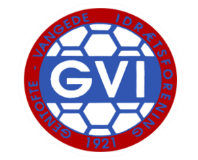 GENTOFTE - VANGEDE IDRÆTSFORENING
GVI
1921